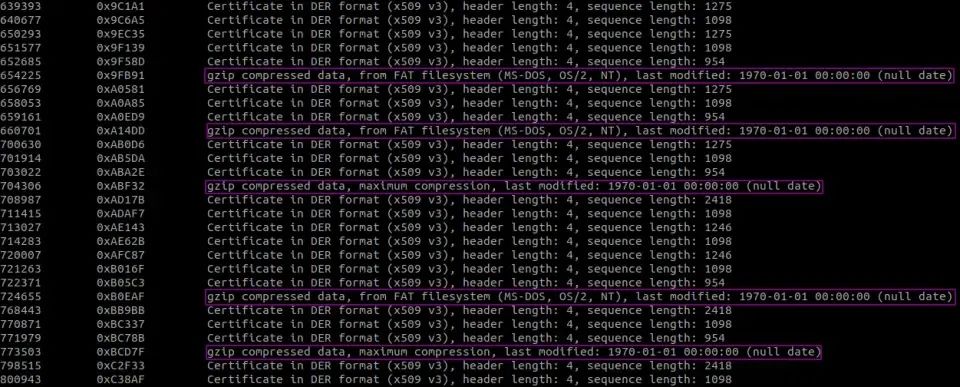 639393 0x9C1A1 Certificate in DER format (x509 v3), header length: 4, sequence length: 1275
640677 0x9C6A5 Certificate in DER format (x509 v3), header length: 4, sequence length: 1098
650293 0x9EC35 Certificate in DER format (x509 v3), header length: 4, sequence length: 1275
651577 0x9F139 Certificate in DER format (x509 v3), header length: 4, sequence length: 1098
652685 0x9F58D Certificate in DER format (x509 v3), header length: 4, sequence length: 954
654225 0x9FB91 gzip compressed data, from FAT filesystem (MS-DOS, OS/2, NT), last modified: 1970-01-01 00:00:00 (null date)
656769 0xA0581 Certificate in DER format (x509 v3), header length: 4, sequence length: 1275
658053 0xA0A85 Certificate in DER format (x509 v3), header length: 4, sequence length: 1098
659161 0xA0ED9 Certificate in DER format (x509 v3), header length: 4, sequence length: 954
660701 0xA14DD gzip compressed data, from FAT filesystem (MS-DOS, OS/2, NT), last modified: 1970-01-01 00:00:00 (null date)
700630 0xAB0D6 Certificate in DER format (x509 v3), header length: 4, sequence length: 1275
701914 0xAB5DA Certificate in DER format (x509 v3), header length: 4, sequence length: 1098
703022 0xABA2E Certificate in DER format (x509 v3), header length: 4, sequence length: 954
704306 0xABF32 gzip compressed data, maximum compression, last modified: 1970-01-01 00:00:00 (null date)
708987 0xAD17B Certificate in DER format (x509 v3), header length: 4, sequence length: 2418
711415 0xADAF7 Certificate in DER format (x509 v3), header length: 4, sequence length: 1098
713027 0xAE143 Certificate in DER format (x509 v3), header length: 4, sequence length: 1246
714283 0xAE62B Certificate in DER format (x509 v3), header length: 4, sequence length: 1098
720007 0xAFC87 Certificate in DER format (x509 v3), header length: 4, sequence length: 1246
721263 0xB016F Certificate in DER format (x509 v3), header length: 4, sequence length: 1098
722371 0xB05C3 Certificate in DER format (x509 v3), header length: 4, sequence length: 954
724655 0xB0EAF gzip compressed data, from FAT filesystem (MS-DOS, OS/2, NT), last modified: 1970-01-01 00:00:00 (null date)
768443 0xBB9BB Certificate in DER format (x509 v3), header length: 4, sequence length: 2418
770871 0xBC337 Certificate in DER format (x509 v3), header length: 4, sequence length: 1098
771979 0xBC78B Certificate in DER format (x509 v3), header length: 4, sequence length: 954
773503 0xBCD7F gzip compressed data, maximum compression, last modified: 1970-01-01 00:00:00 (null date)
798515 0xC2F33 Certificate in DER format (x509 v3), header length: 4, sequence length: 2418
800943 0xC38AF Certificate in DER format (x509 v3), header length: 4, sequence length: 1098